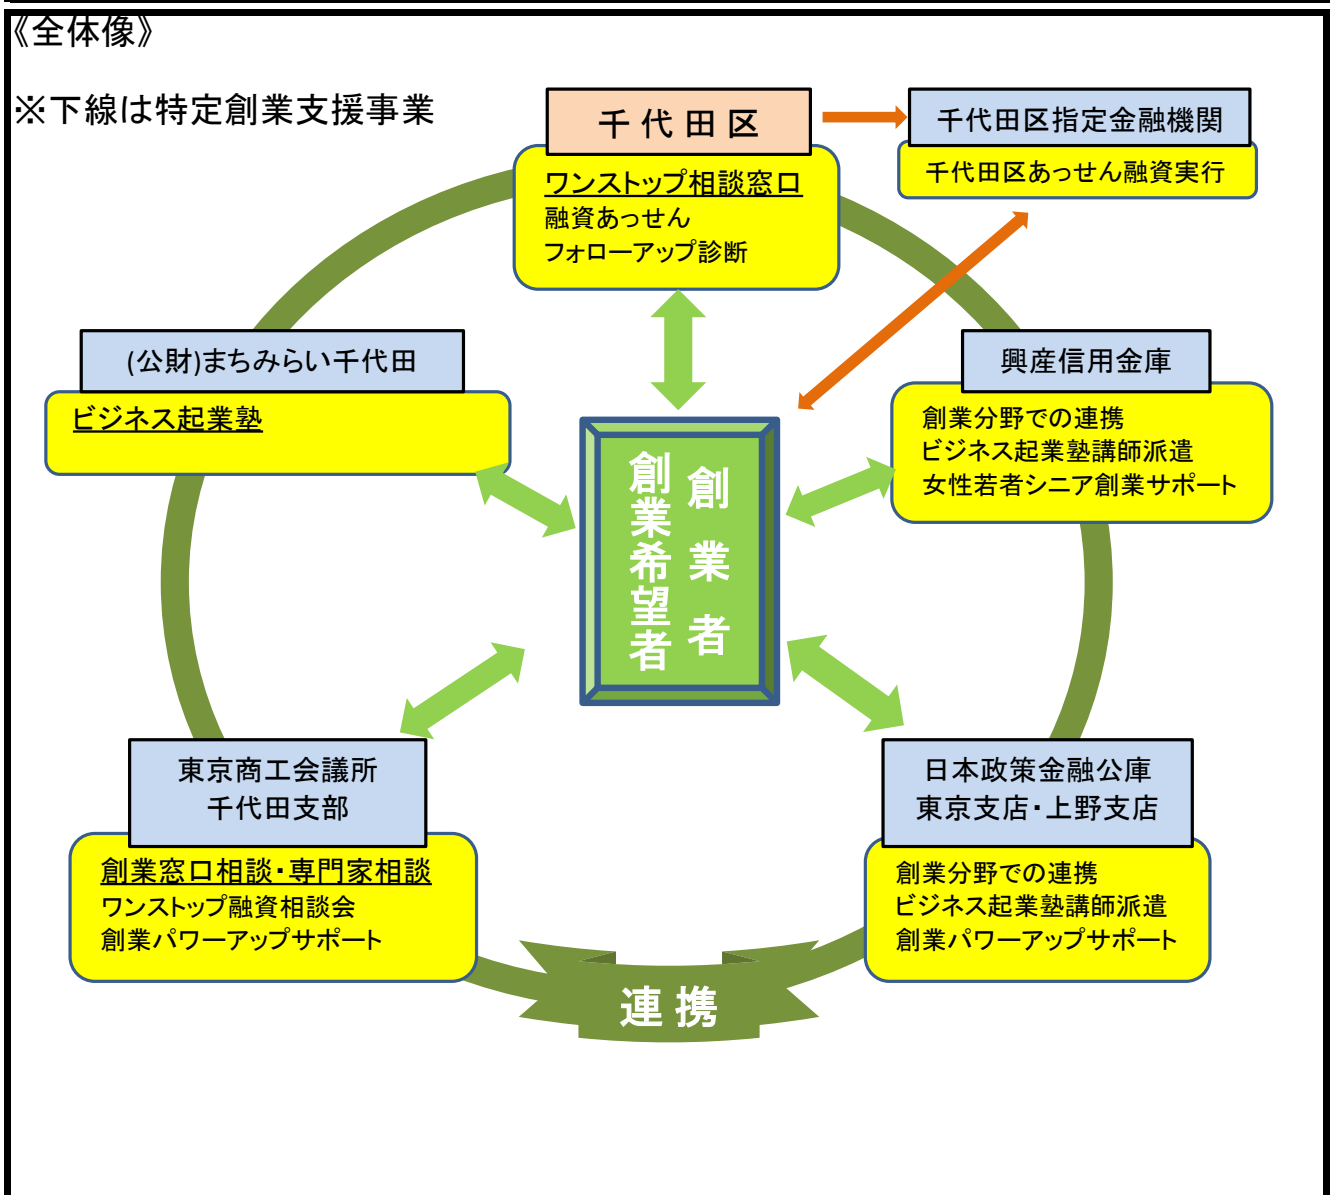 《全体像》
※下線は特定創業支援事業
千代田区
ワンストップ相談窓口
融資あっせん
フォローアップ診断
千代田区指定金融機関
千代田区あっせん融資実行
(公財)まちみらい千代田
ビジネス起業塾
興産信用金庫
創業分野での連携
ビジネス起業塾講師派遣
女性若者シニア創業サポート
創業者
創業希望者
東京商工会議所
千代田支部
創業窓口相談・専門家相談
ワンストップ融資相談会
創業パワーアップサポート
日本政策金融公庫
東京支店・上野支店
創業分野での連携
ビジネス起業塾講師派遣
創業パワーアップサポート
連携